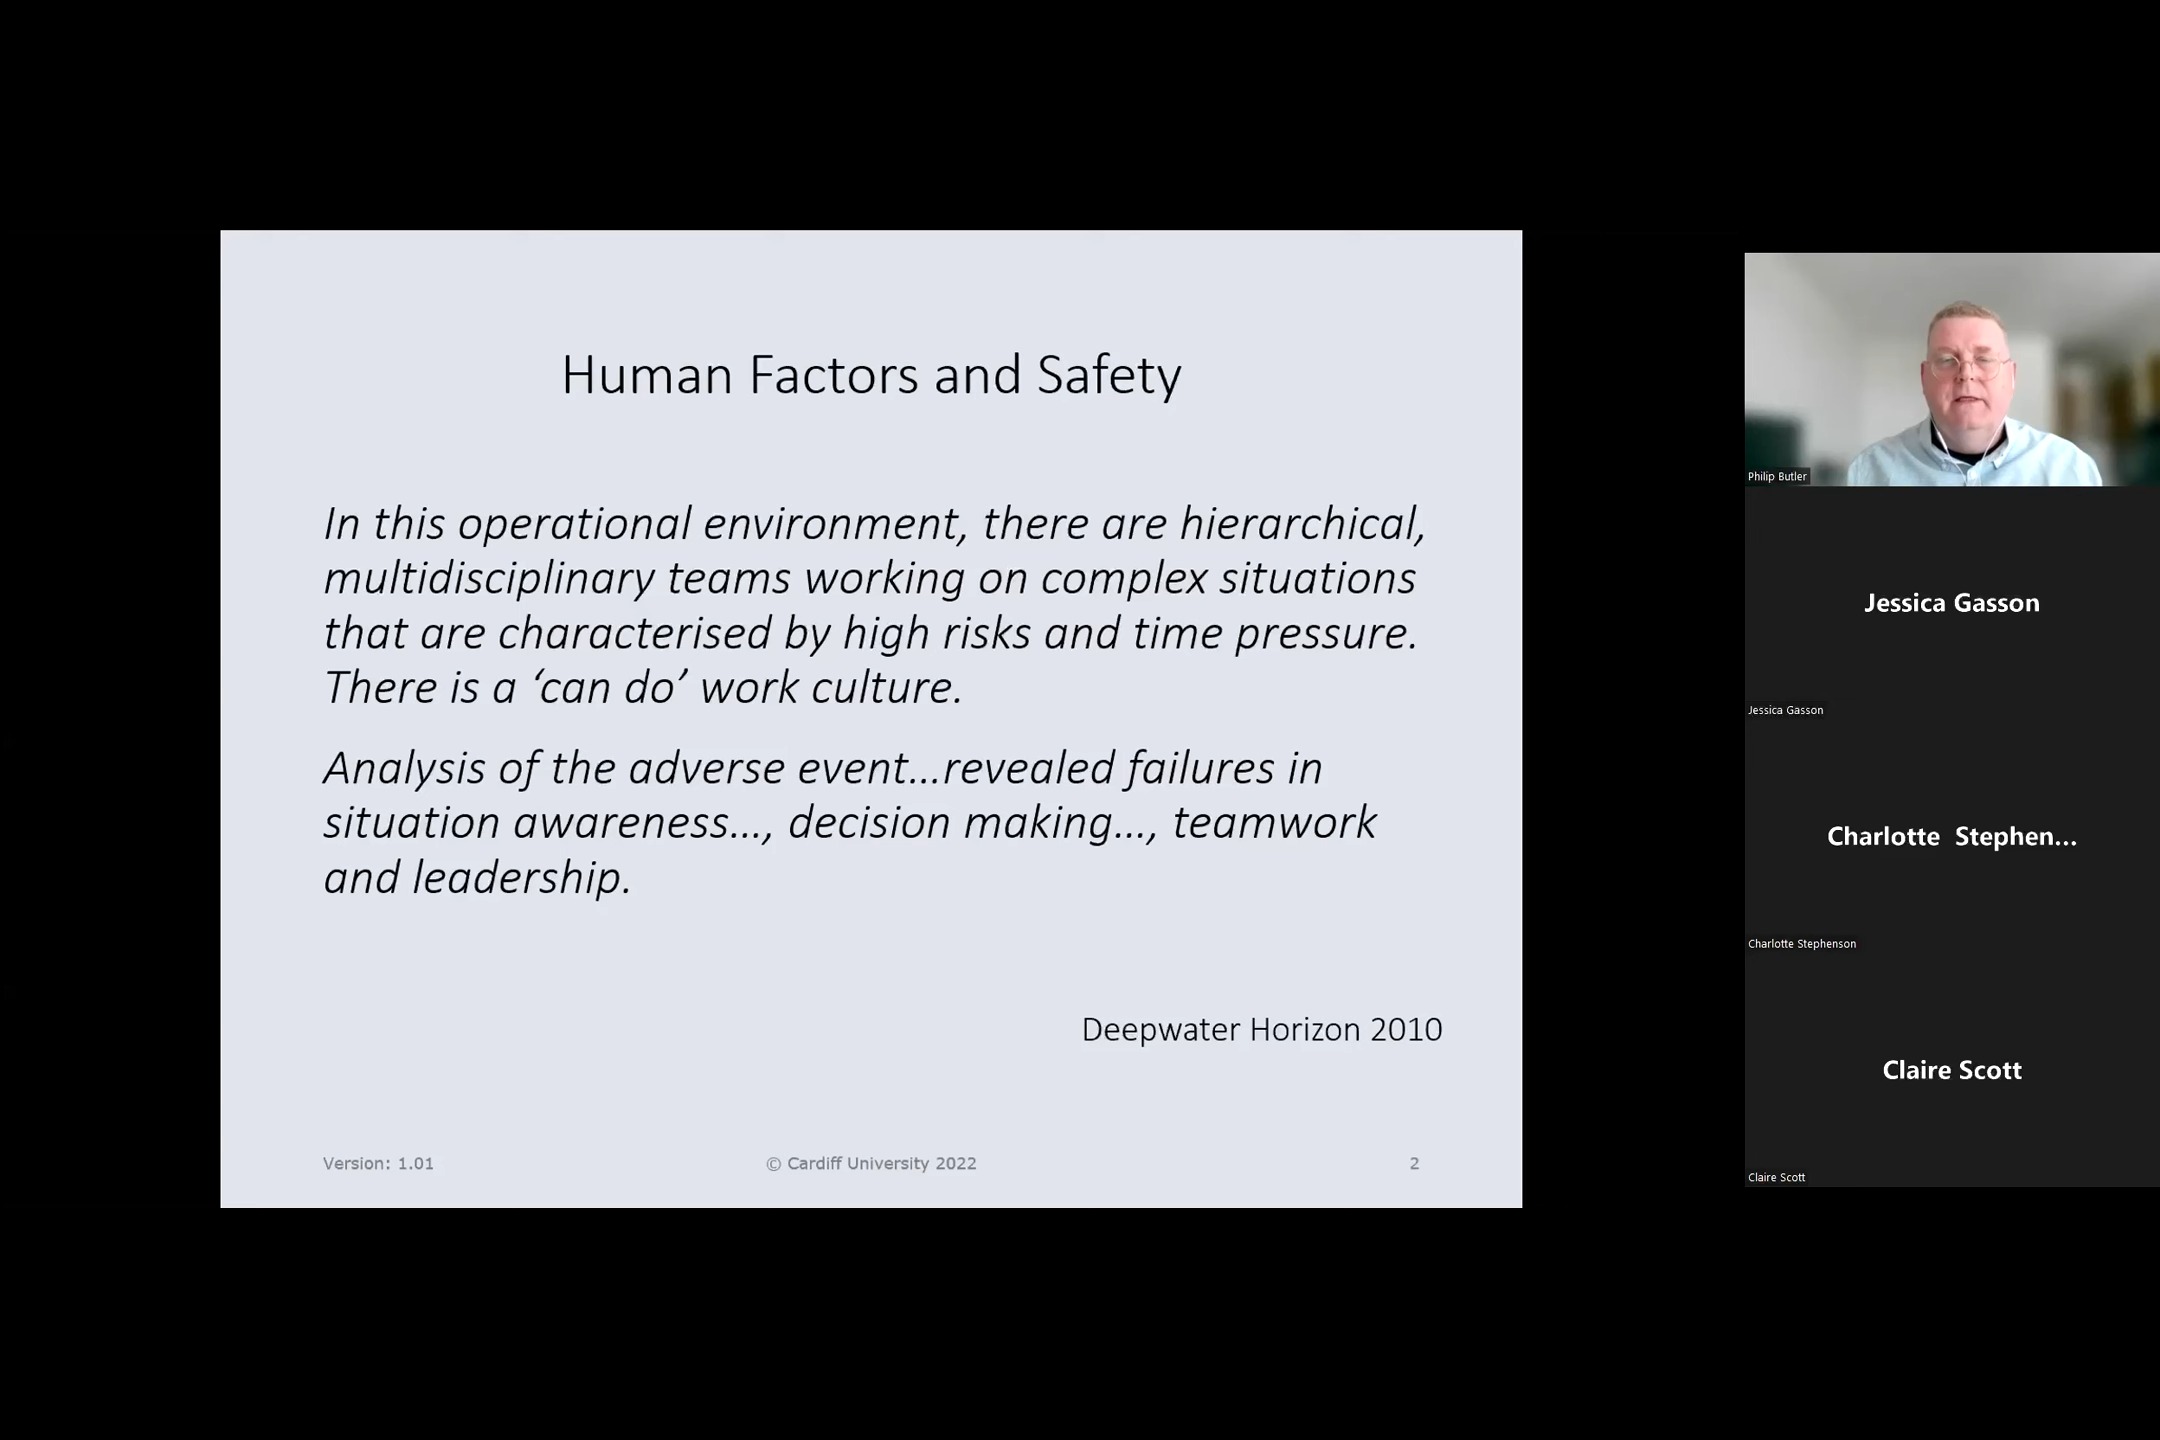 Human Factors and Safety
In this operational environment, there are hierarchical,
multidisciplinary teams working on complex situations
that are characterised by high risks and time pressure.
There is a ‘can do’ work culture.
Analysis of the adverse event...revealed failures in
situation awareness..., decision making..., teamwork
and leadership.
Deepwater Horizon 2010
Version: 1.01
© Cardiff University 2022
2
Philip Butler
Jessica Gasson
Jessica Gasson
Charlotte  Stephen...
Charlotte Stephenson
Claire Scott
Claire Scott